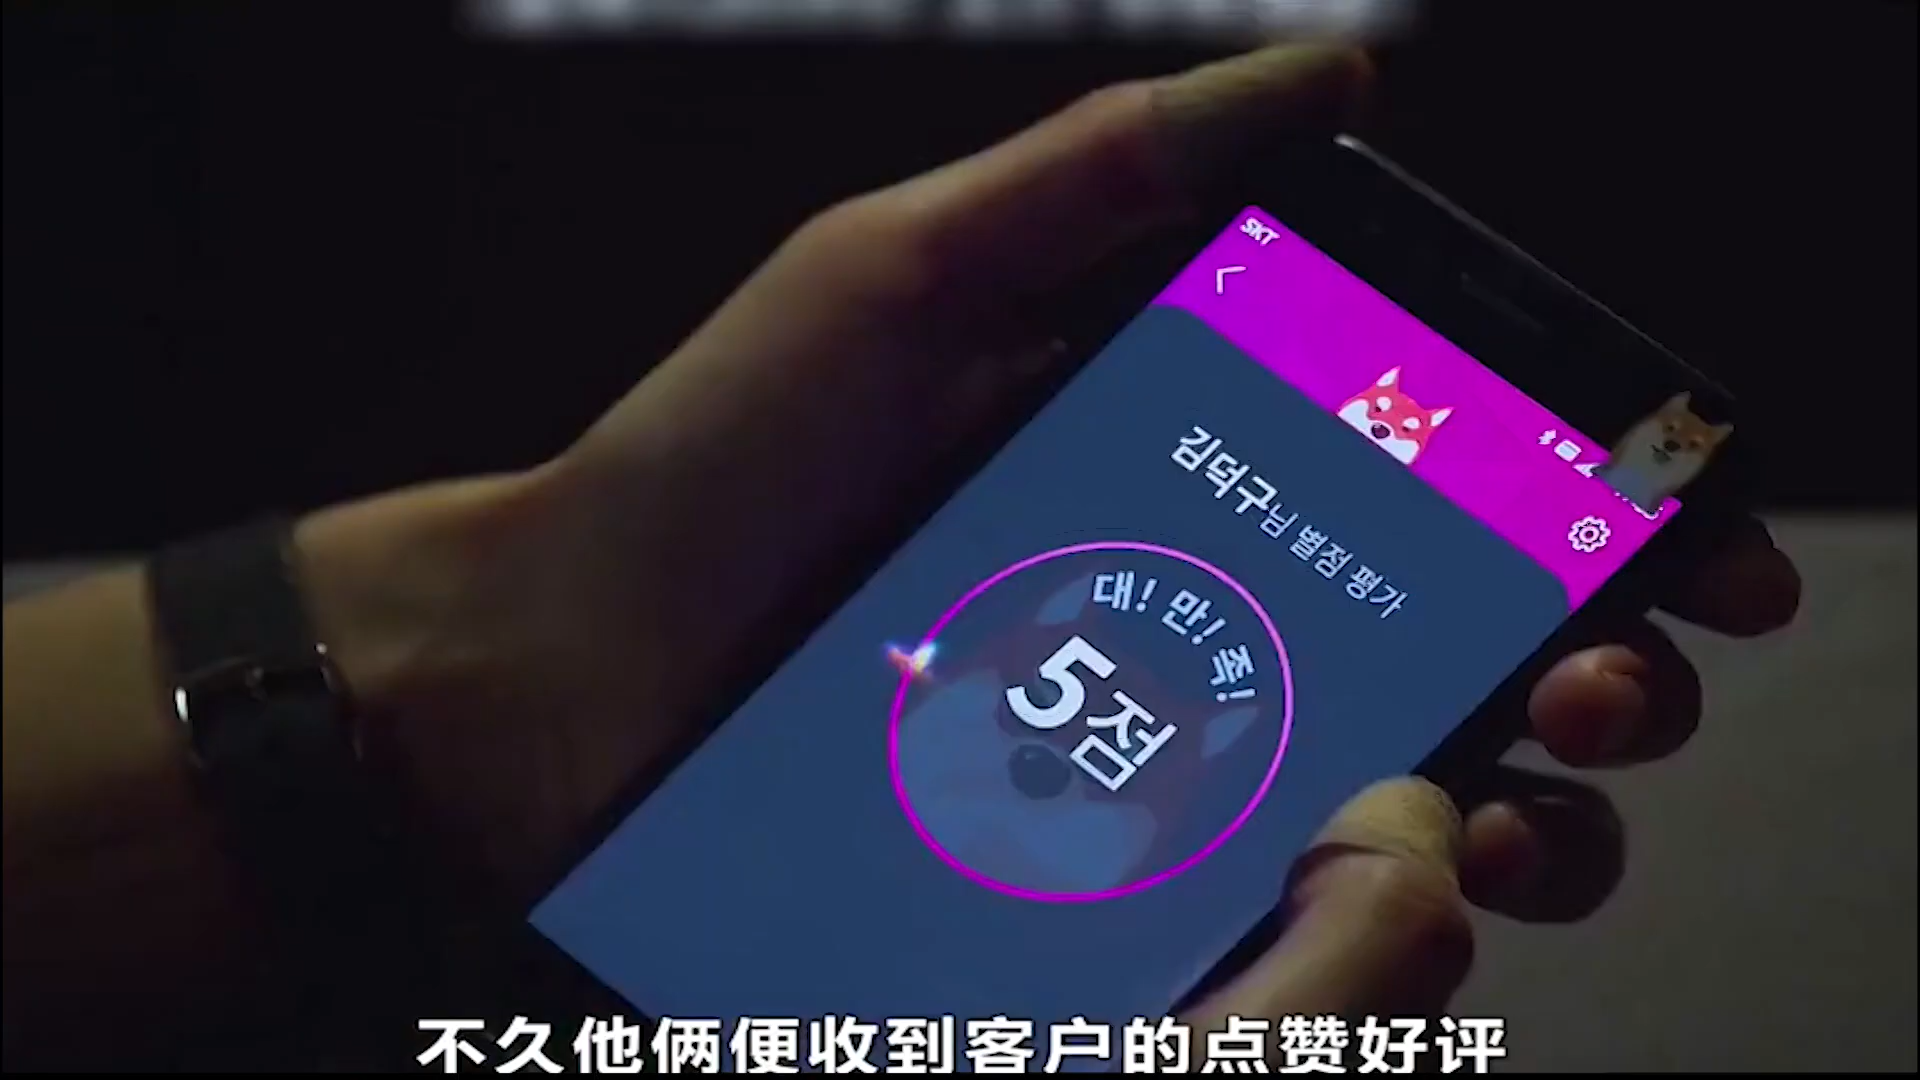 SKT
김덕구님 별점 평가
대! 만! 족!
5점
不久他俩便收到客户的点赞好评